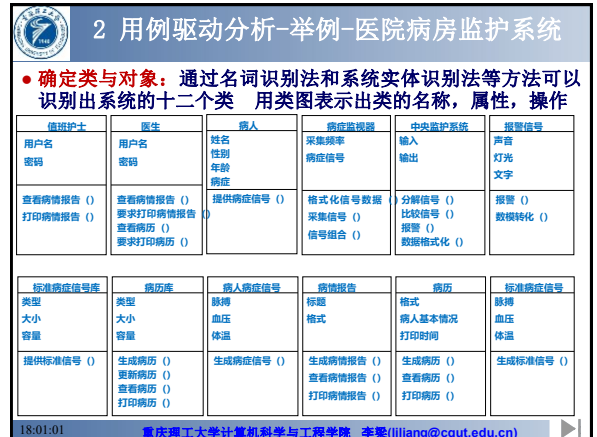 2 用例驱动分析-举例-医院病房监护系统
● 确定类与对象：通过名词识别法和系统实体识别法等方法可以
识别出系统的十二个类 用类图表示出类的名称，属性，操作
值班护士
用户名
密码
查看病情报告（）
打印病情报告（）
医生
用户名
密码
查看病情报告（）
要求打印病情报告（）
查看病历（）
要求打印病历（）
病人
姓名
性别
年龄
病症
提供病症信号（）
病症监视器
采集频率
病症信号
格式化信号数据（）
采集信号（）
信号组合（）
中央监护系统
输入
输出
分解信号（）
比较信号（）
报警（）
数据格式化（）
报警信号
声音
灯光
文字
报警（）
数模转化（）
标准病症信号库
类型
大小
容量
提供标准信号（）
病历库
类型
大小
容量
生成病历（）
更新病历（）
查看病历（）
打印病历（）
病人病症信号
脉搏
血压
体温
生成病症信号（）
病情报告
标题
格式
生成病情报告（）
查看病情报告（）
打印病情报告（）
病历
格式
病人基本情况
打印时间
生成病历（）
查看病历（）
打印病历（）
标准病症信号
脉搏
血压
体温
生成标准信号（）
18:01:01
重庆理工大学计算机科学与工程学院 李梁(liliang@cqut.edu.cn)